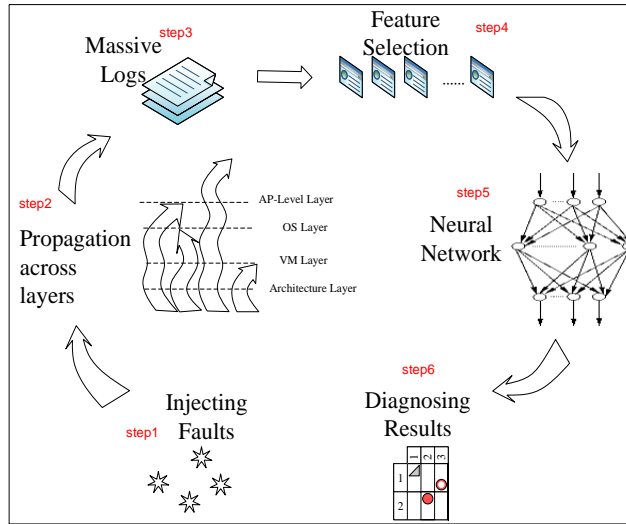 step1
Injecting
Faults
step2
Propagation
across
layers
AP-Level Layer
OS Layer
VM Layer
Architecture Layer
step3
Massive
Logs
step4
Feature
Selection
......
step5
Neural
Network
step6
Diagnosing
Results
1 2 3
1
2